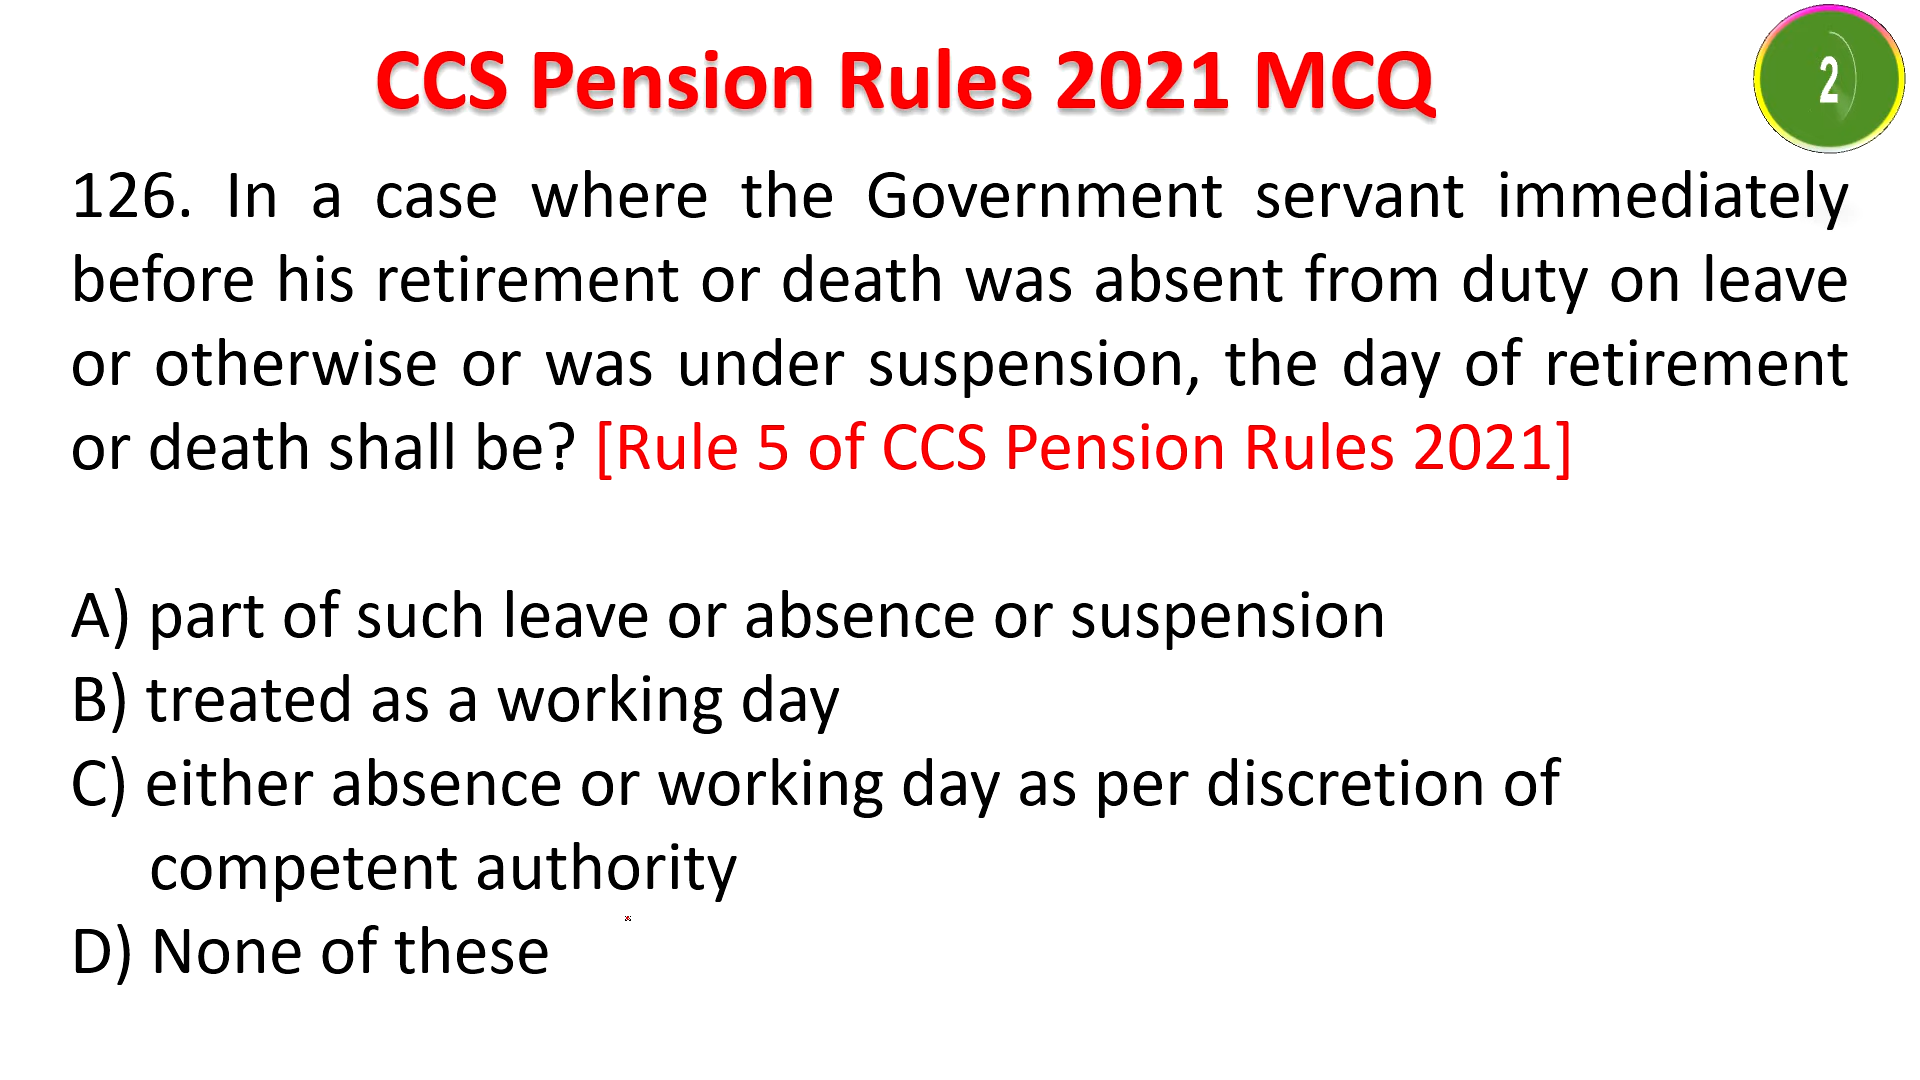 CCS Pension Rules 2021 MCQ
2
126. In a case where the Government servant immediately
before his retirement or death was absent from duty on leave
or otherwise or was under suspension, the day of retirement
or death shall be? [Rule 5 of CCS Pension Rules 2021]
A) part of such leave or absence or suspension
B) treated as a working day
C) either absence or working day as per discretion of
competent authority
D) None of these